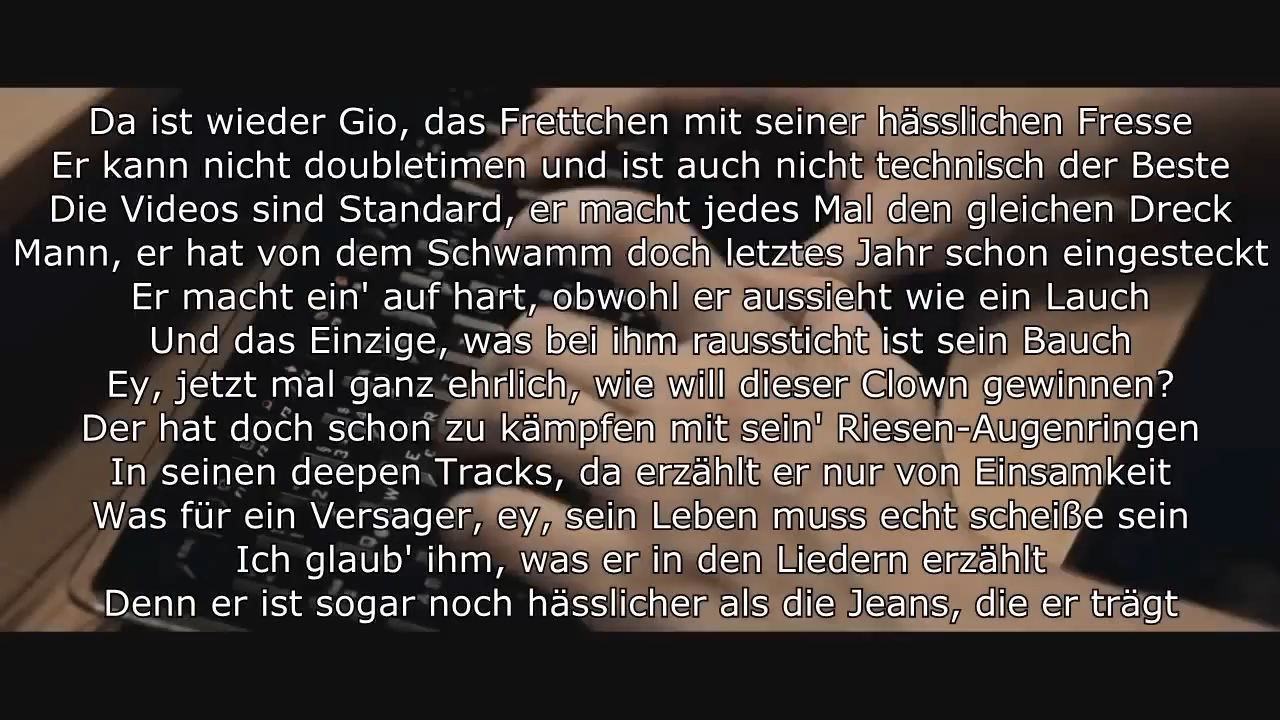 Da ist wieder Gio, das Frettchen mit seiner hässlichen Fresse
Er kann nicht doubletimen und ist auch nicht technisch der Beste
Die Videos sind Standard, er macht jedes Mal den gleichen Dreck
Mann, er hat von dem Schwamm doch letztes Jahr schon eingesteckt
Er macht ein' auf hart, obwohl er aussieht wie ein Lauch
Und das Einzige, was bei ihm raussticht ist sein Bauch
Ey, jetzt mal ganz ehrlich, wie will dieser Clown gewinnen?
Der hat doch schon zu kämpfen mit sein' Riesen-Augenringen
In seinen deepen Tracks, da erzählt er nur von Einsamkeit
Was für ein Versager, ey, sein Leben muss echt scheiße sein
Ich glaub' ihm, was er in den Liedern erzählt
Denn er ist sogar noch hässlicher als die Jeans, die er trägt